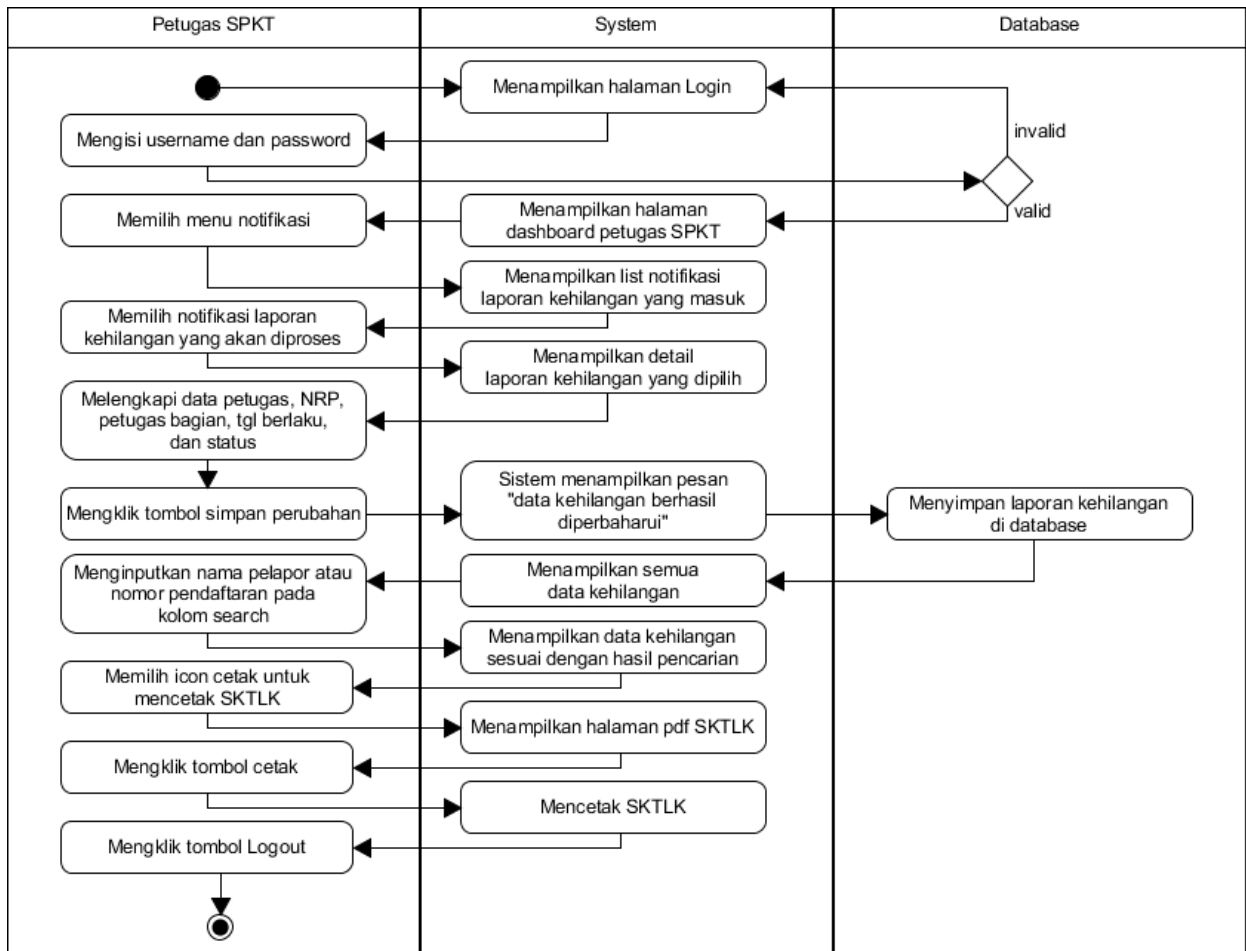 Petugas SPKT
System
Database
Menampilkan halaman Login
Mengisi username dan password
invalid
valid
Memilih menu notifikasi
Menampilkan halaman
dashboard petugas SPKT
Menampilkan list notifikasi
laporan kehilangan yang masuk
Memilih notifikasi laporan
kehilangan yang akan diproses
Menampilkan detail
laporan kehilangan yang dipilih
Melengkapi data petugas, NRP,
petugas bagian, tgl berlaku,
dan status
Mengklik tombol simpan perubahan
Sistem menampilkan pesan
"data kehilangan berhasil
diperbaharui"
Menyimpan laporan kehilangan
di database
Menginputkan nama pelapor atau
nomor pendaftaran pada
kolom search
Menampilkan semua
data kehilangan
Menampilkan data kehilangan
sesuai dengan hasil pencarian
Memilih icon cetak untuk
mencetak SKTLK
Menampilkan halaman pdf SKTLK
Mengklik tombol cetak
Mencetak SKTLK
Mengklik tombol Logout